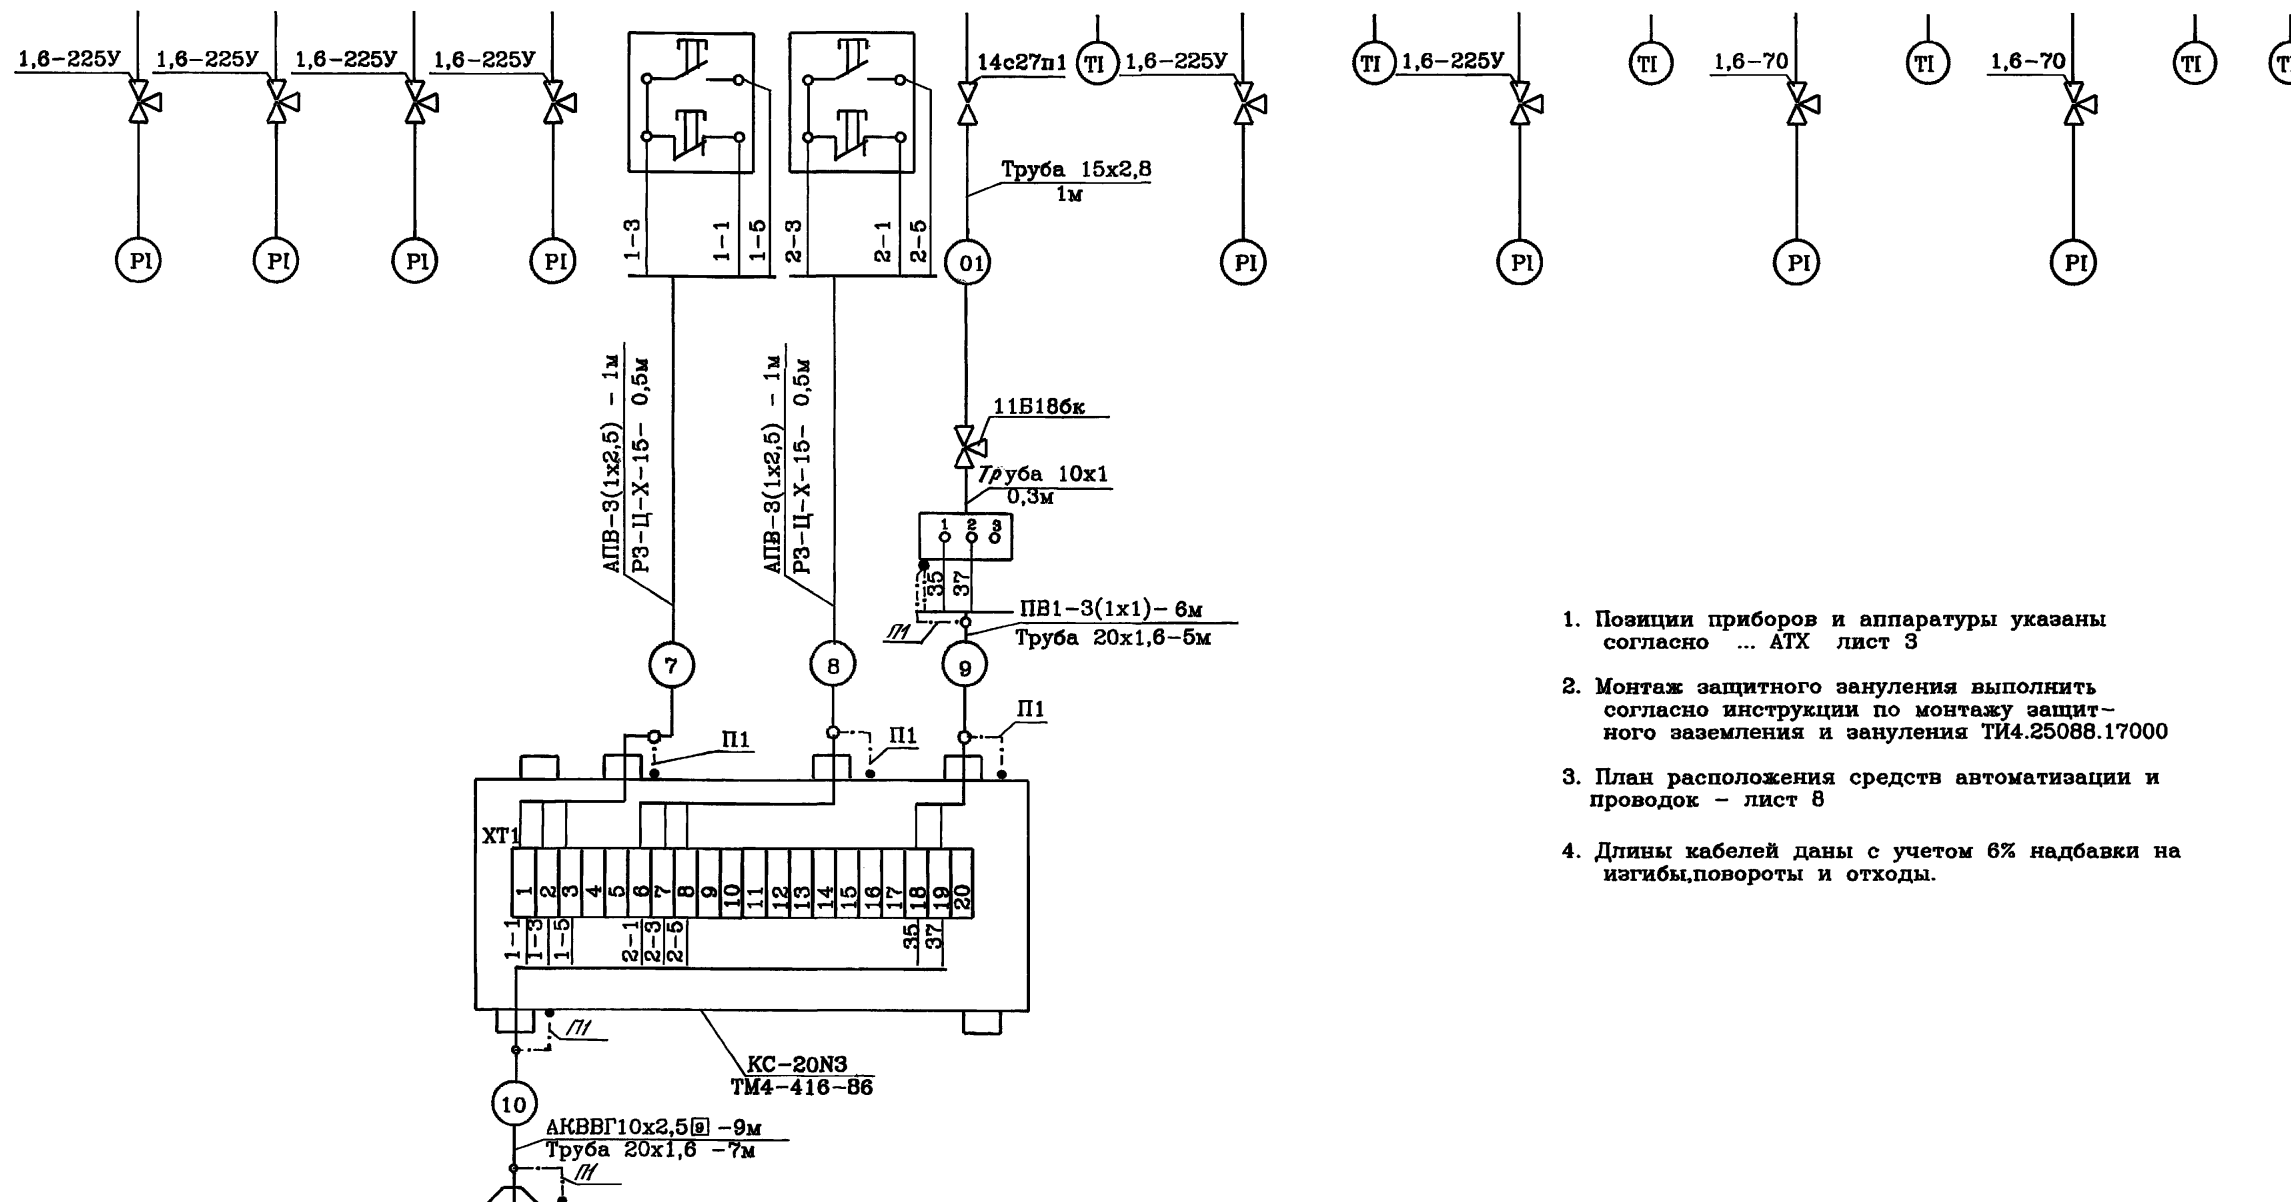 1,6-225У
1,6-225У
1,6-225У
1,6-225У
14с27п1
TI
1,6-225У
TI
1,6-225У
TI
1,6-70
TI
1,6-70
TI
Труба 15х2,8
1м
1-3
1-1
1-5
2-3
2-1
2-5
PI
PI
PI
PI
01
PI
PI
PI
PI
АПВ-3(1х2,5) - 1м
РЗ-Ц-Х-15- 0,5м
АПВ-3(1х2,5) - 1м
РЗ-Ц-Х-15- 0,5м
11Б18бк
Труба 10х1
0,3м
1 2 3
35
37
ПВ1-3(1х1)- 6м
Труба 20х1,6-5м
П1
7
8
9
П1
П1
П1
ХТ1
1 2 3 4 5 6 7 8 9 10 11 12 13 14 15 16 17 18 19 20
1-1
1-3
1-5
2-1
2-3
2-5
35
37
П1
КС-20N3
ТМ4-416-86
10
АКВВГ10х2,5 9 -9м
Труба 20х1,6 -7м
П1
1. Позиции приборов и аппаратуры указаны
согласно ... АТХ лист 3
2. Монтаж защитного зануления выполнить
согласно инструкции по монтажу защит-
ного заземления и зануления ТИ4.25088.17000
3. План расположения средств автоматизации и
проводок - лист 8
4. Длины кабелей даны с учетом 6% надбавки на
изгибы,повороты и отходы.